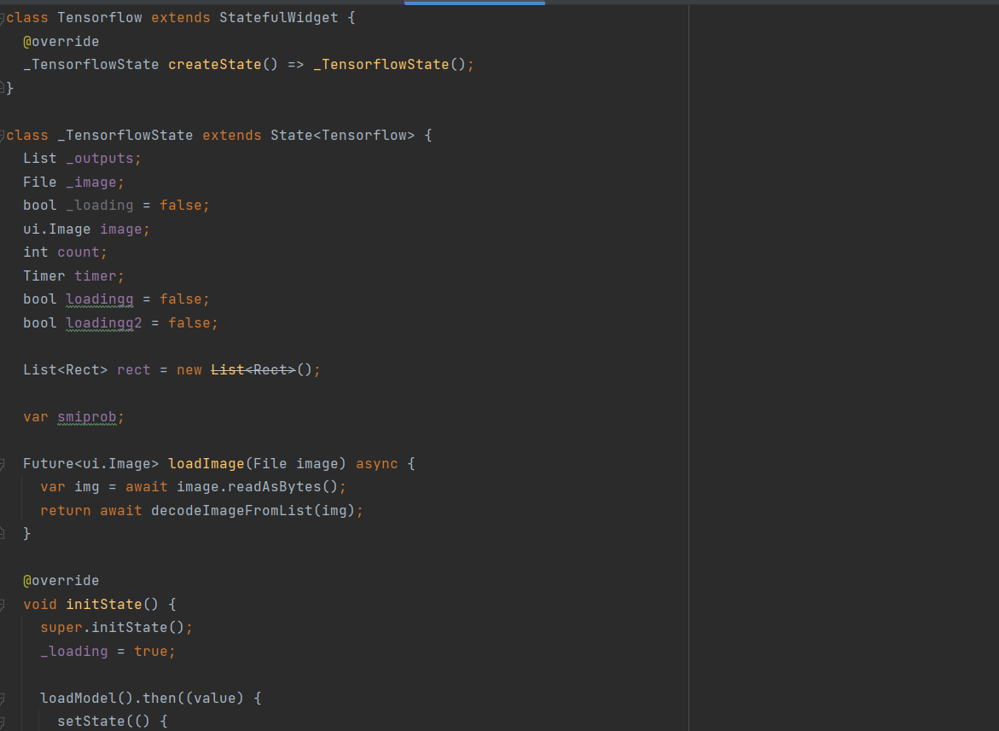 class Tensorflow extends StatefulWidget {
@override
_TensorflowState createState() => _TensorflowState();
}
class _TensorflowState extends State<Tensorflow> {
List _outputs;
File _image;
bool _loading = false;
ui.Image image;
int count;
Timer timer;
bool loadingg = false;
bool loadingg2 = false;
List<Rect> rect = new List<Rect>();
var smiprob;
Future<ui.Image> loadImage(File image) async {
var img = await image.readAsBytes();
return await decodeImageFromList(img);
}
@override
void initState() {
super.initState();
_loading = true;
loadModel().then((value) {
setState(() {